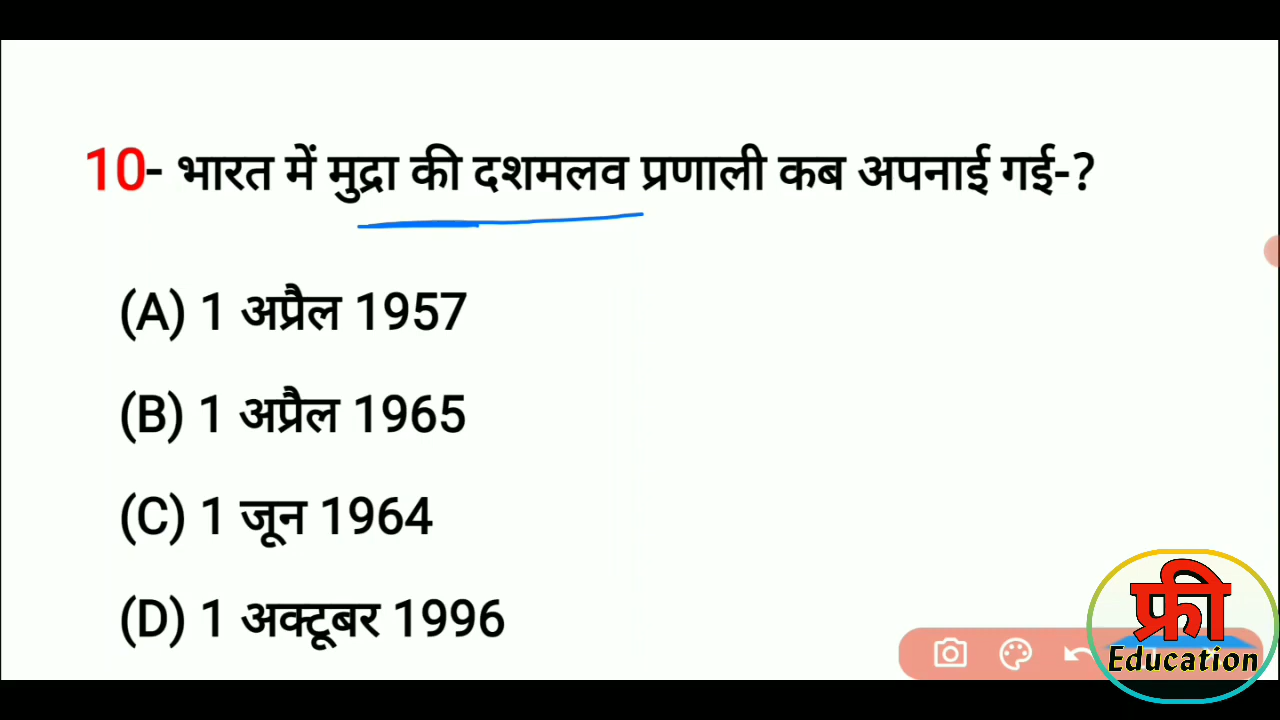 10- भारत में मुद्रा की दशमलव प्रणाली कब अपनाई गई-?
(A) 1 अप्रैल 1957
(B) 1 अप्रैल 1965
(C) 1 जून 1964
(D) 1 अक्टूबर 1996
फ्री
Education